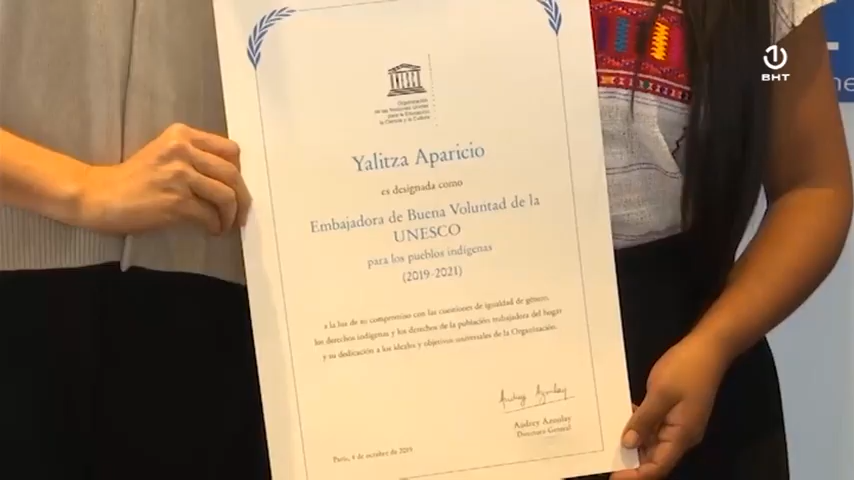 1
BHT
Organización
de las Naciones Unidas
para la Educación,
la Ciencia y la Cultura
Yalitza Aparicio
es designada como
Embajadora de Buena Voluntad de la
UNESCO
para los pueblos indígenas
(2019-2021)
a la luz de su compromiso con las cuestiones de igualdad de género,
los derechos indígenas y los derechos de la población trabajadora del hogar
y su dedicación a los ideales y objetivos universales de la Organización.
Audrey Azoulay
Audrey Azoulay
Directora General
París, 4 de octubre de 2019